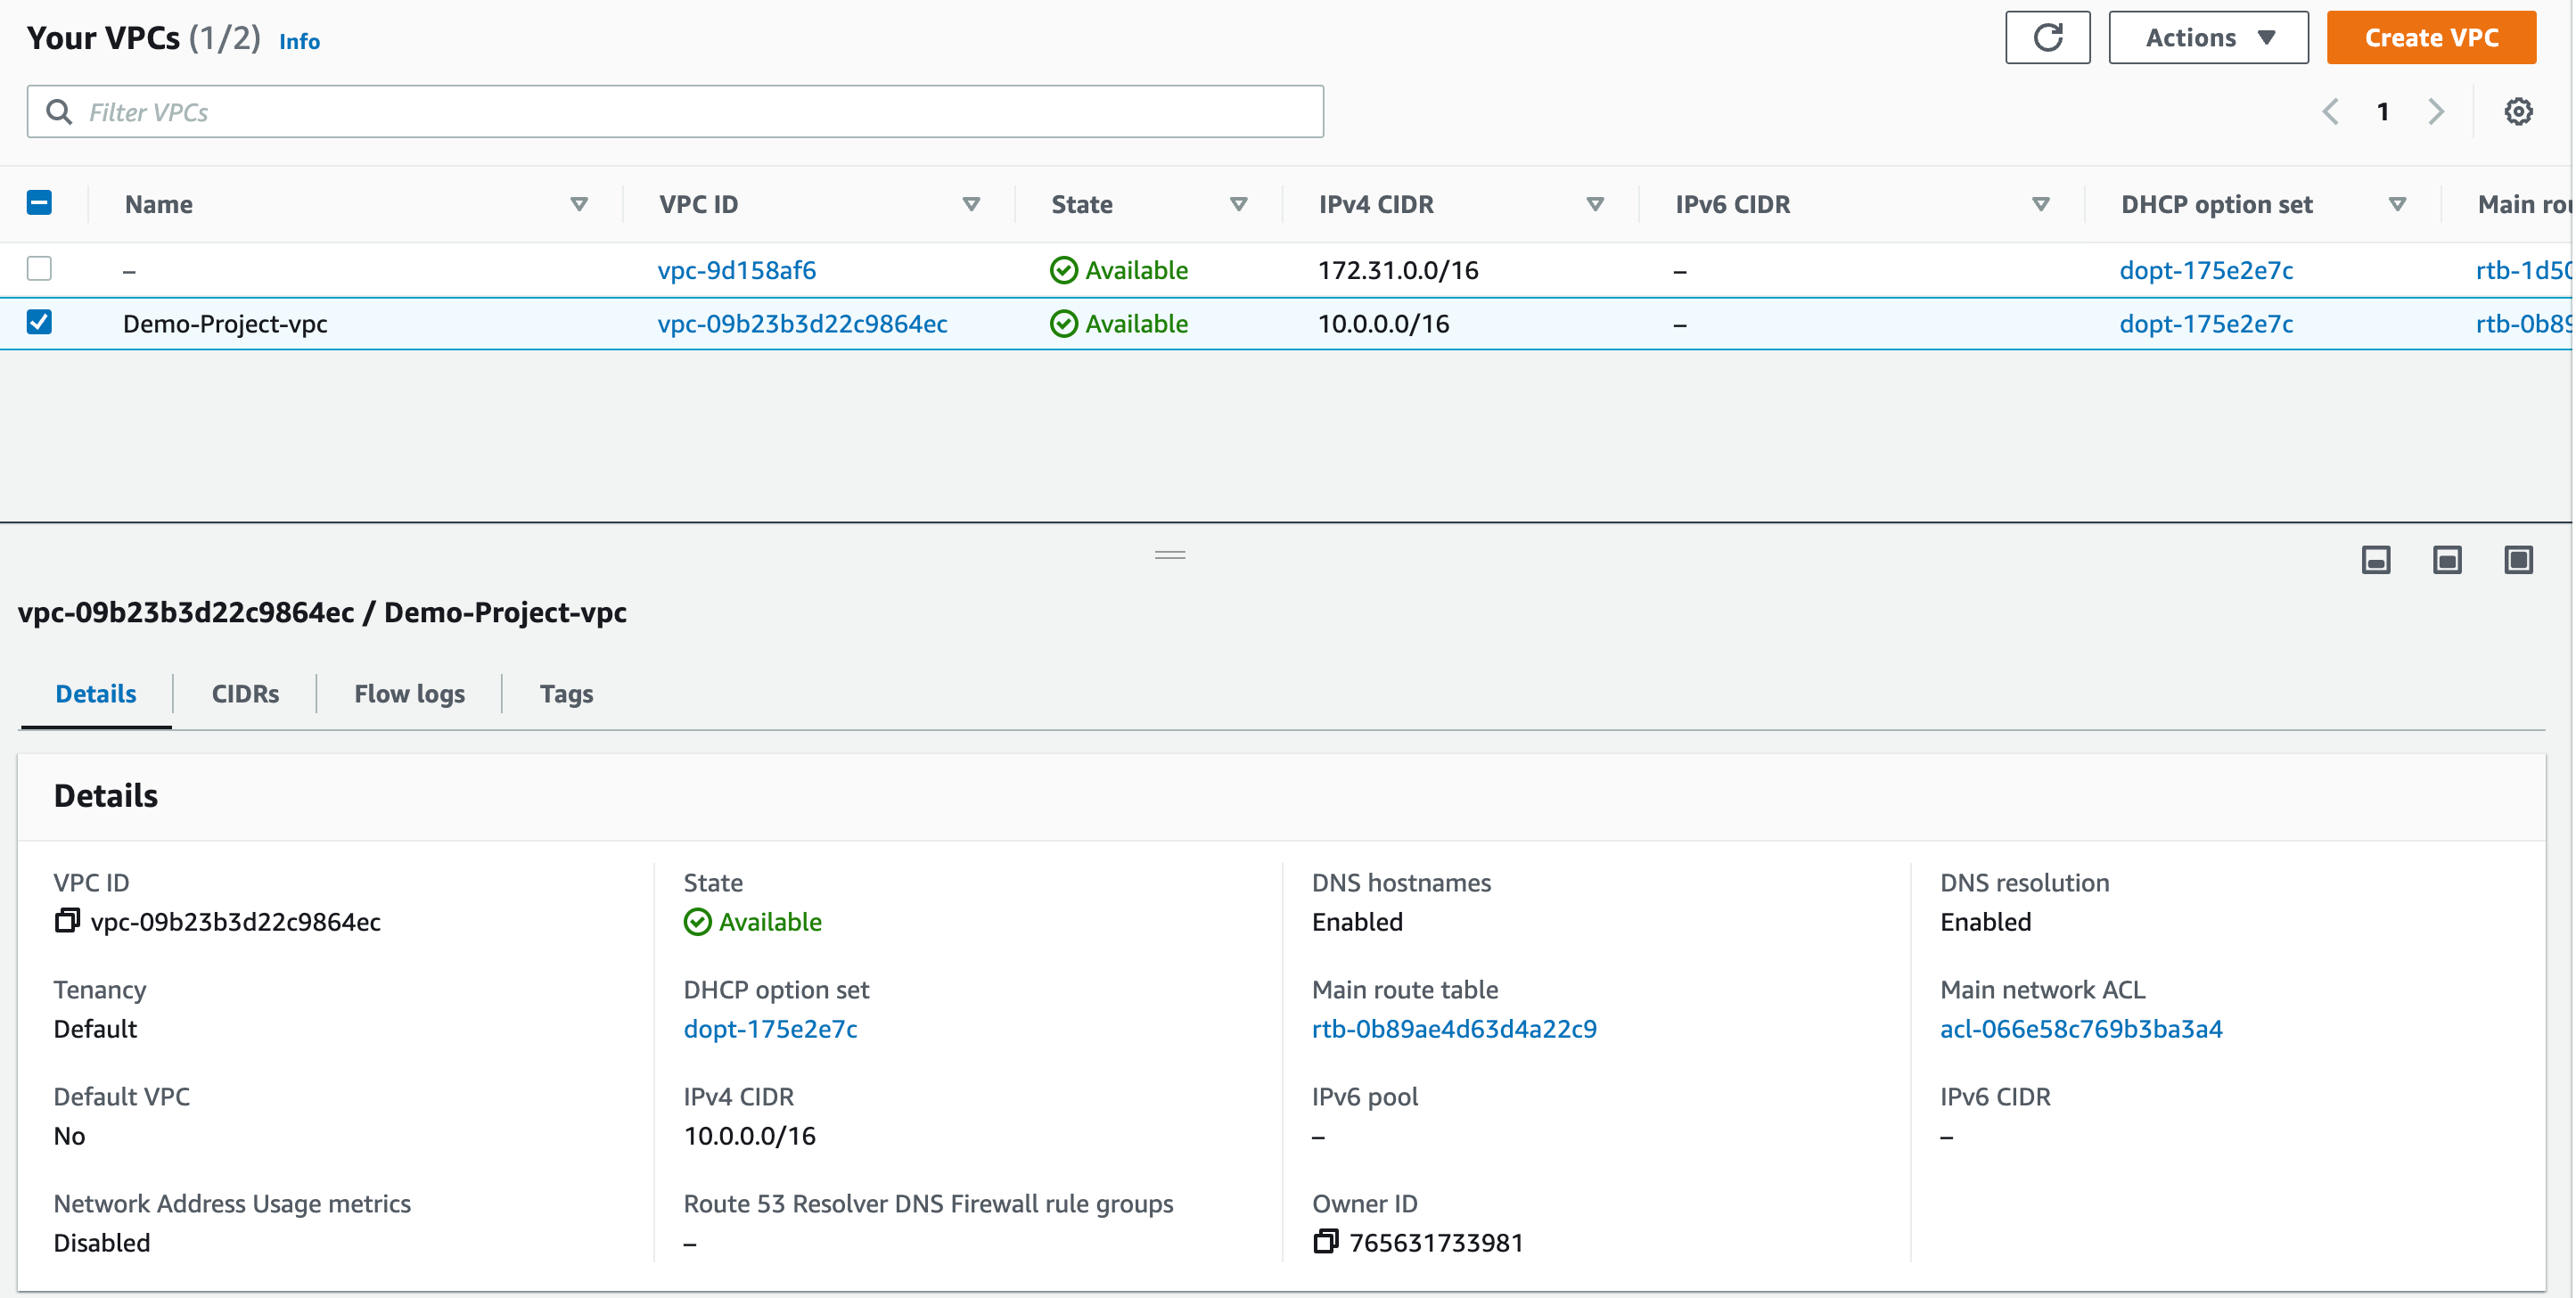 Your VPCs (1/2) Info
Actions Create VPC
Filter VPCs
1
Name VPC ID State IPv4 CIDR IPv6 CIDR DHCP option set Main rou
– vpc-9d158af6 Available 172.31.0.0/16 – dopt-175e2e7c rtb-1d50
Demo-Project-vpc vpc-09b23b3d22c9864ec Available 10.0.0.0/16 – dopt-175e2e7c rtb-0b89
vpc-09b23b3d22c9864ec / Demo-Project-vpc
Details CIDRs Flow logs Tags
Details
VPC ID State DNS hostnames DNS resolution
vpc-09b23b3d22c9864ec Available Enabled Enabled
Tenancy DHCP option set Main route table Main network ACL
Default dopt-175e2e7c rtb-0b89ae4d63d4a22c9 acl-066e58c769b3ba3a4
Default VPC IPv4 CIDR IPv6 pool IPv6 CIDR
No 10.0.0.0/16 – –
Network Address Usage metrics Route 53 Resolver DNS Firewall rule groups Owner ID
Disabled – 765631733981